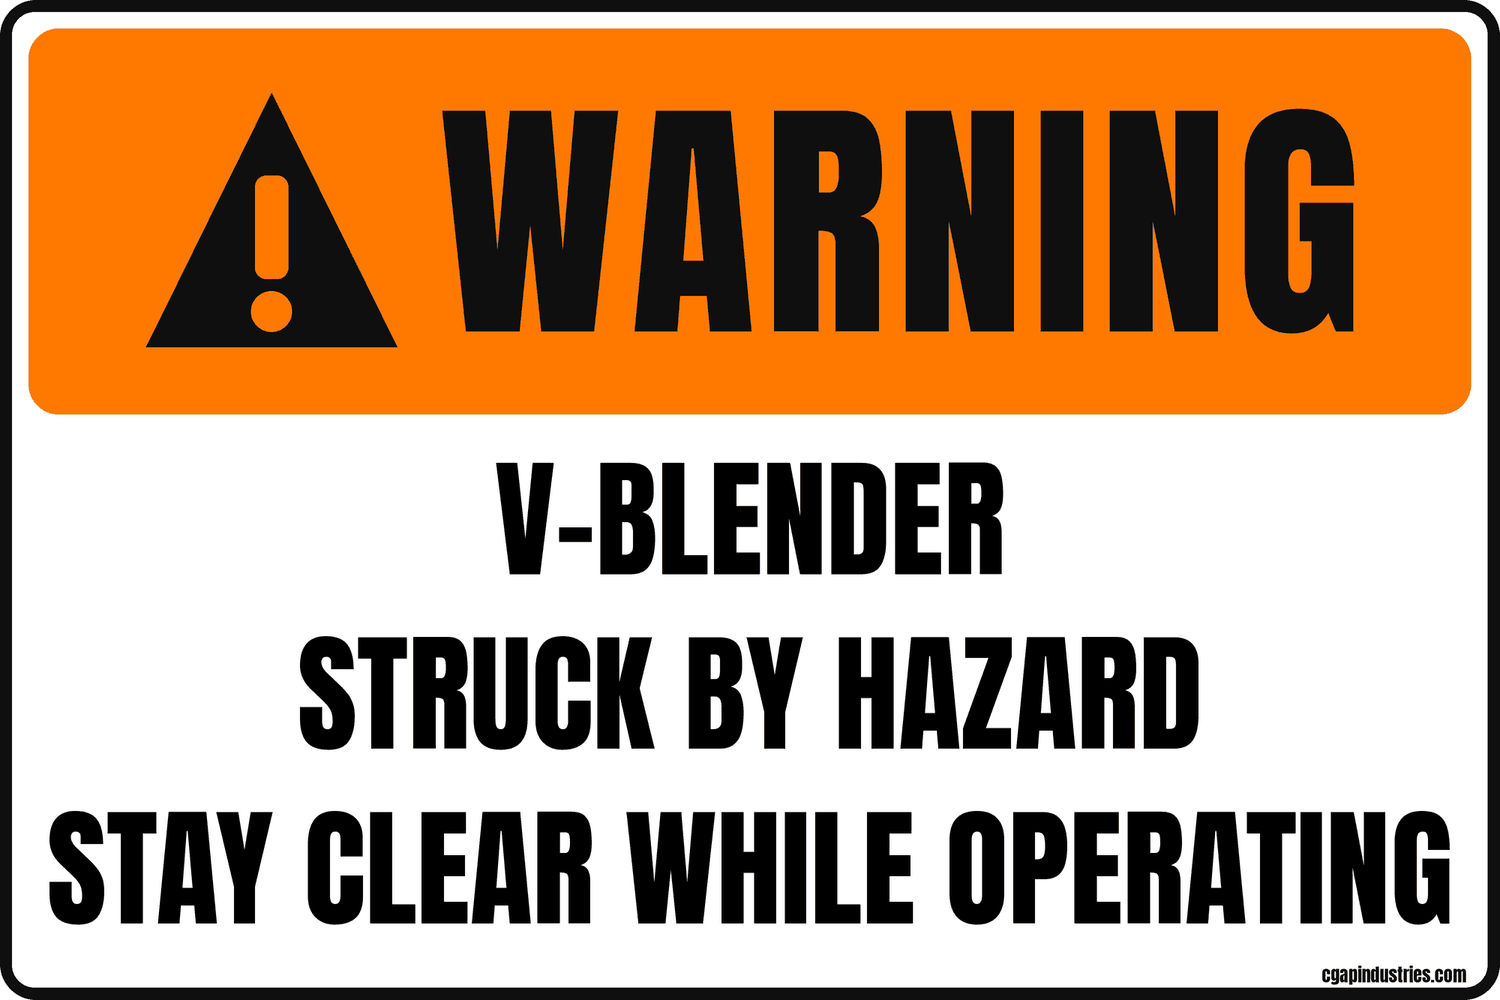 WARNING
V-BLENDER
STRUCK BY HAZARD
STAY CLEAR WHILE OPERATING
cgapindustries.com